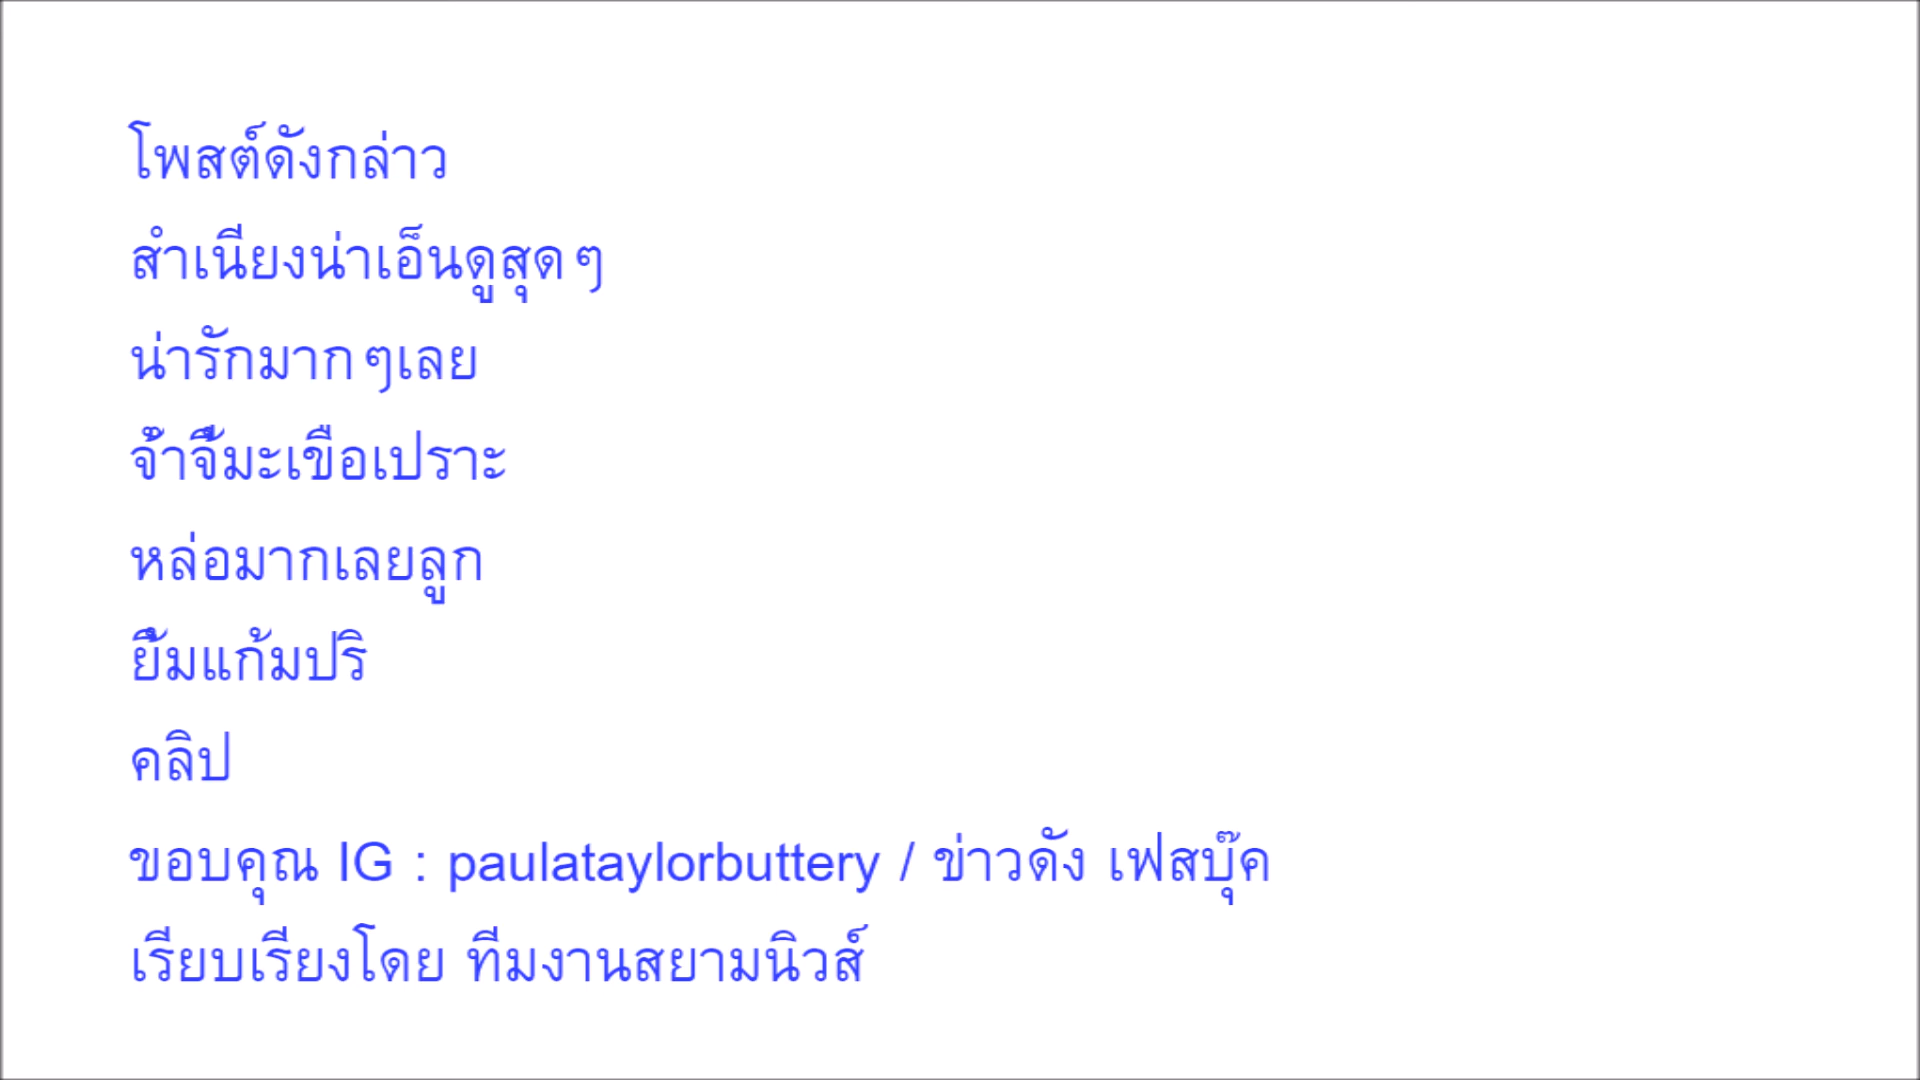 โพสต์ดังกล่าว
สำเนียงน่าเอ็นดูสุดๆ
น่ารักมากๆเลย
จ้าจี้มะเขือเปราะ
หล่อมากเลยลูก
ยิ้มแก้มปริ
คลิป
ขอบคุณ IG : paulataylorbuttery / ข่าวดัง เฟสบุ๊ค
เรียบเรียงโดย ทีมงานสยามนิวส์